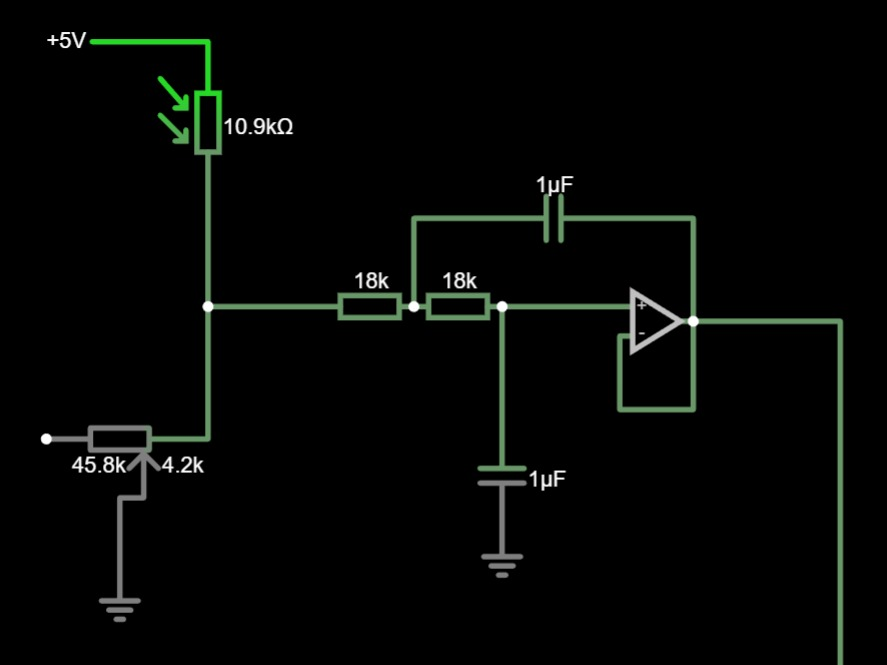 +5V
10.9kΩ
1µF
18k
18k
+
-
45.8k
4.2k
1µF